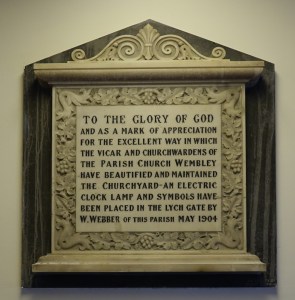 TO THE GLORY OF GOD
AND AS A MARK OF APPRECIATION
FOR THE EXCELLENT WAY IN WHICH
THE VICAR AND CHURCHWARDENS OF
THE PARISH CHURCH WEMBLEY
HAVE BEAUTIFIED AND MAINTAINED
THE CHURCHYARD-AN ELECTRIC
CLOCK LAMP AND SYMBOLS HAVE
BEEN PLACED IN THE LYCH GATE BY
W. WEBBER OF THIS PARISH MAY 1904